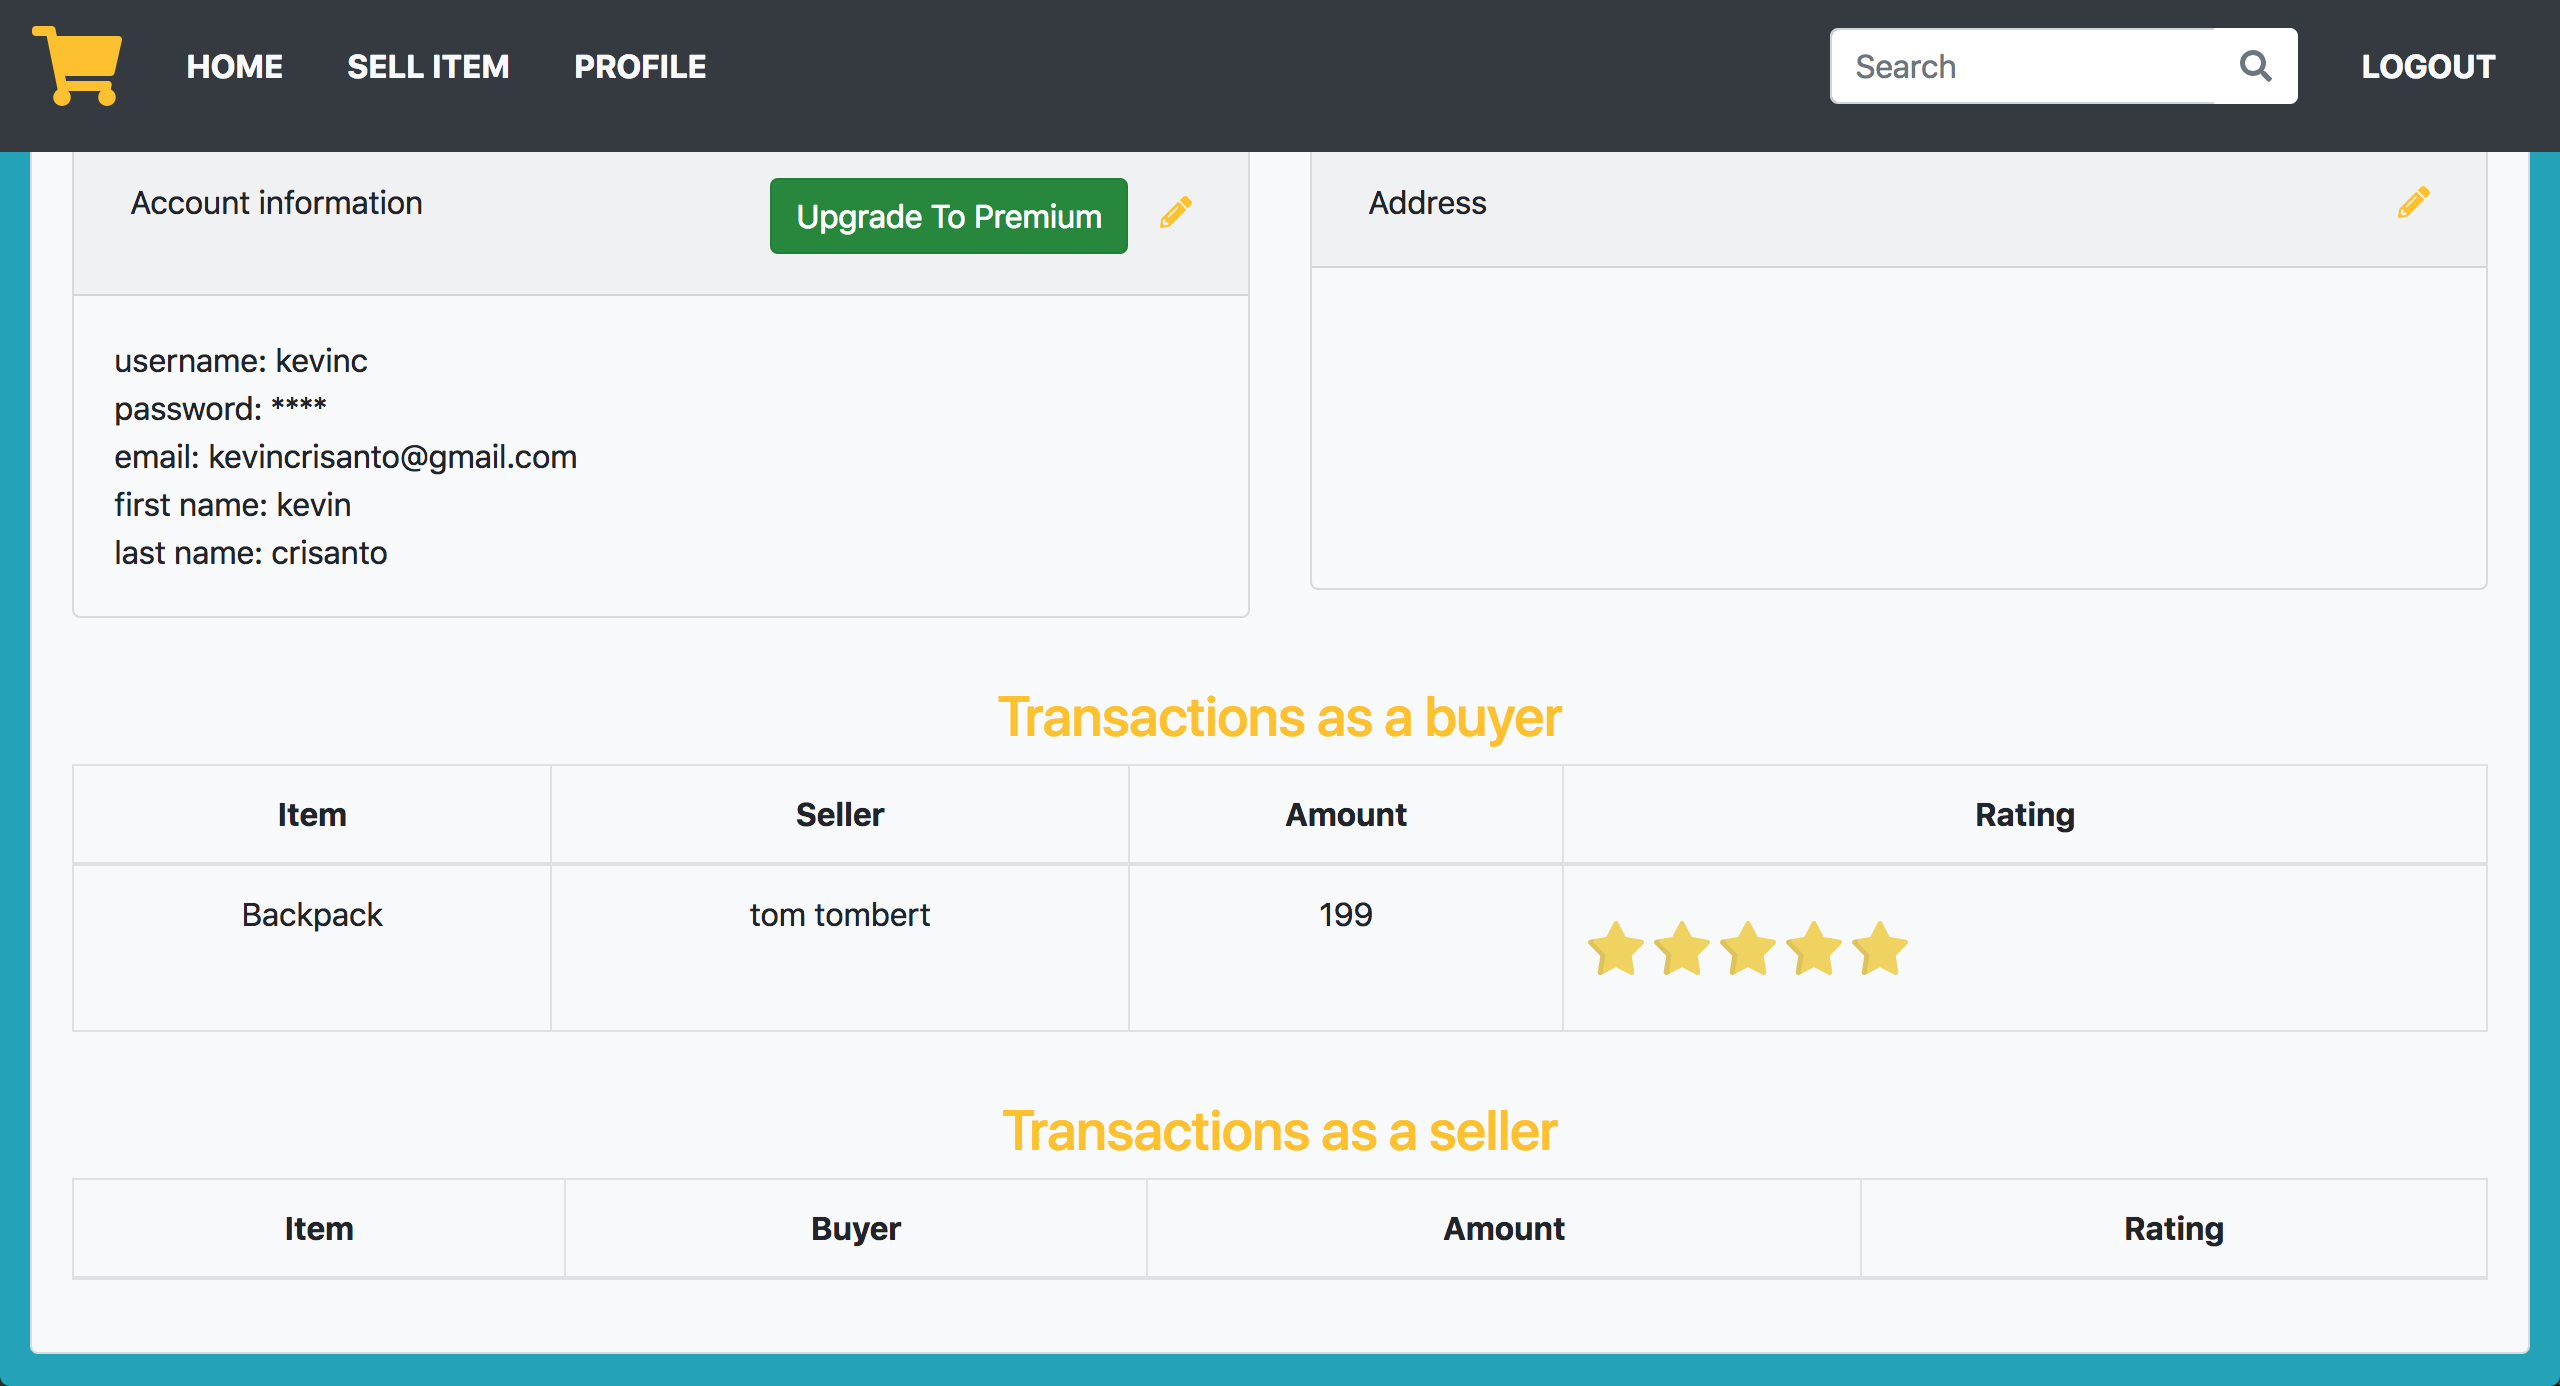 HOME SELL ITEM PROFILE Search LOGOUT
Account information Upgrade To Premium
username: kevinc
password: ****
email: kevincrisanto@gmail.com
first name: kevin
last name: crisanto
Address
Transactions as a buyer
Item Seller Amount Rating
Backpack tom tombert 199
Transactions as a seller
Item Buyer Amount Rating